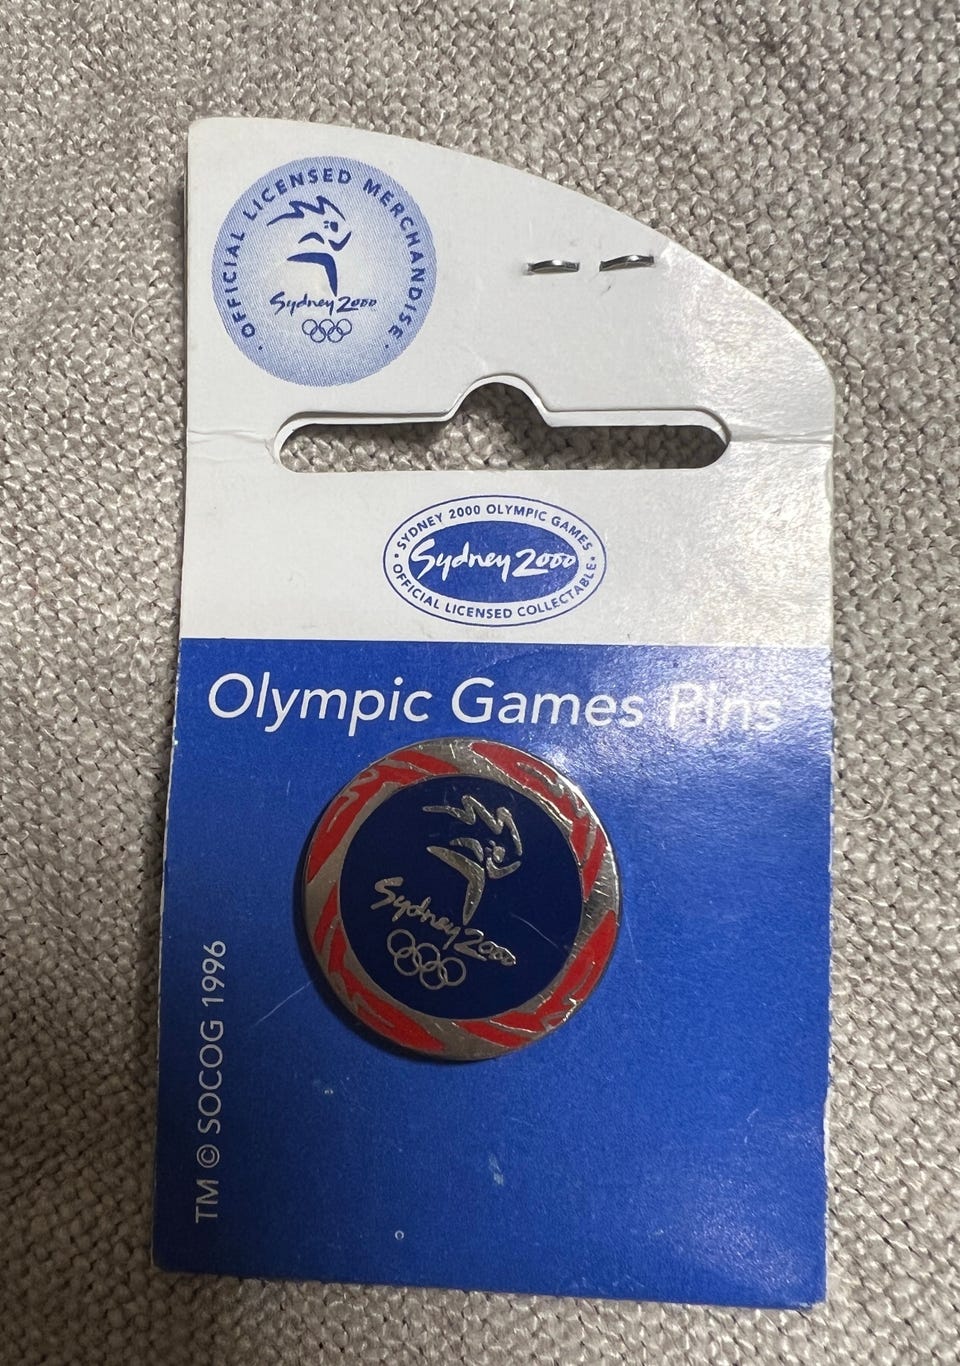 OFFICIAL LICENSED MERCHANDISE
Sydney 2000
SYDNEY 2000 OLYMPIC GAMES
Sydney 2000
OFFICIAL LICENSED COLLECTABLE
Olympic Games Pins
Sydney 2000
TM © SOCOG 1996